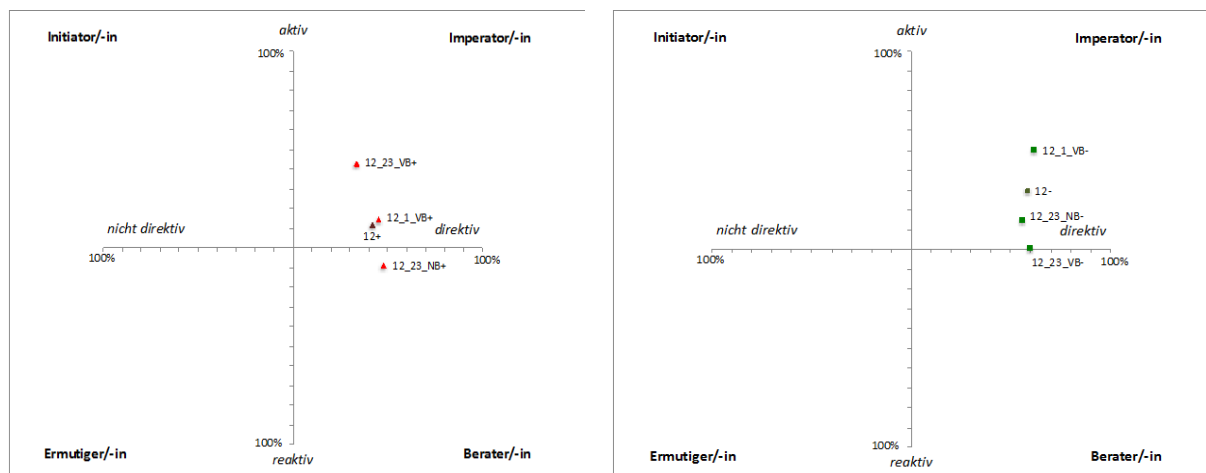 aktiv
Initiator/-in
Imperator/-in
100%
12_23_VB+
12_1_VB+
12+
nicht direktiv
direktiv
100%
100%
12_23_NB+
100%
Ermutiger/-in
reaktiv
Berater/-in
aktiv
Initiator/-in
Imperator/-in
100%
12_1_VB-
12-
12_23_NB-
nicht direktiv
direktiv
100%
12_23_VB-
100%
100%
Ermutiger/-in
reaktiv
Berater/-in